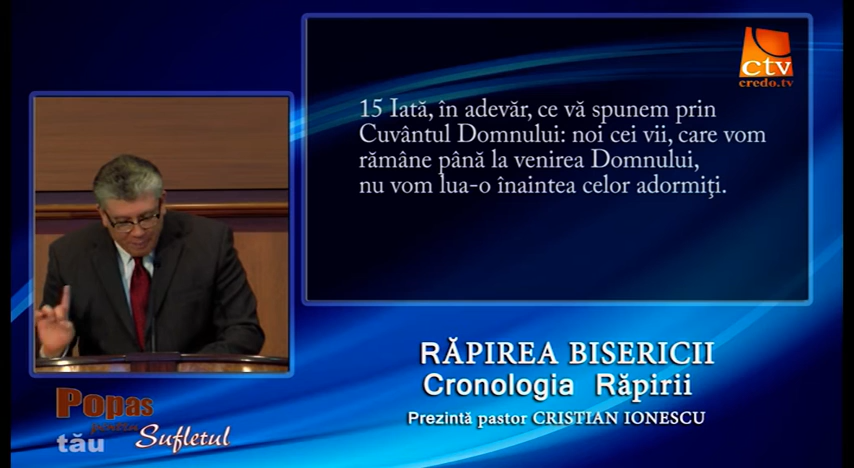 ctv
credo.tv
15 Iată, în adevăr, ce vă spunem prin
Cuvântul Domnului: noi cei vii, care vom
rămâne până la venirea Domnului,
nu vom lua-o înaintea celor adormiţi.
RĂPIREA BISERICII
Cronologia Răpirii
Prezintă pastor CRISTIAN IONESCU
Popas
pentru
tău Sufletul